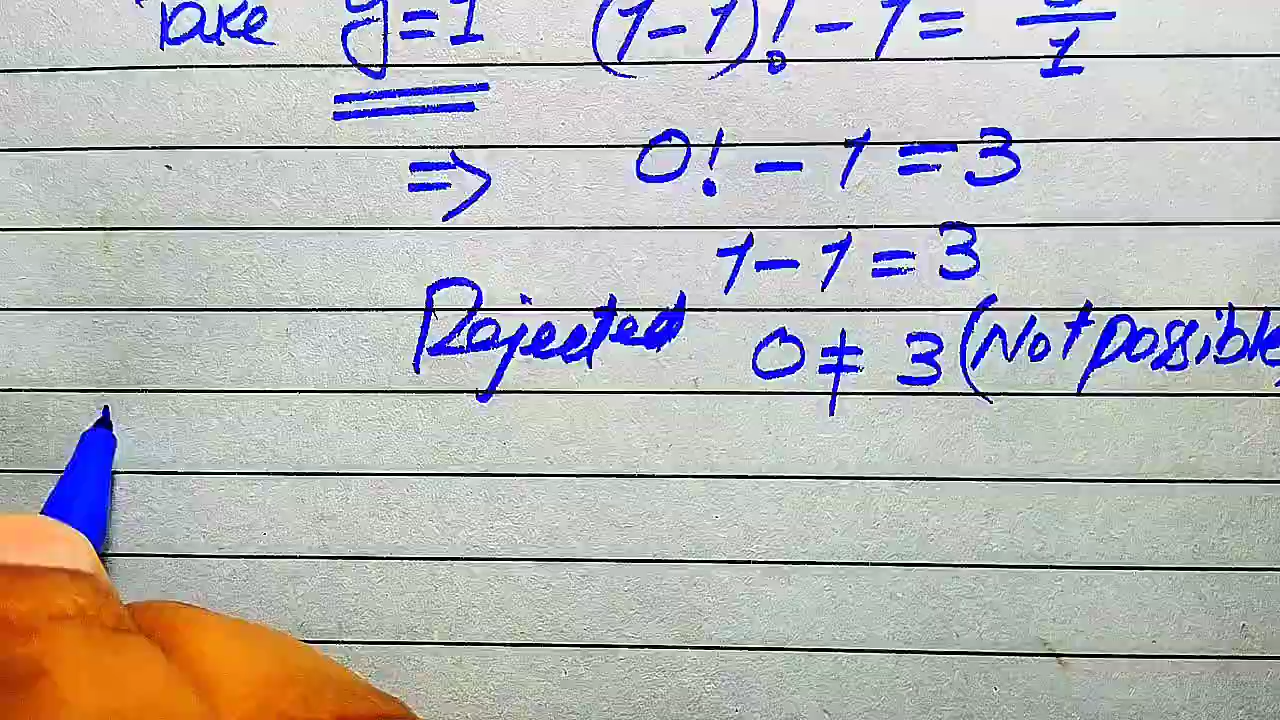 Take y=1 (1-1)!-1= 3/1
=> 0!-1=3
1-1=3
Rejected 0≠3 (Not possible